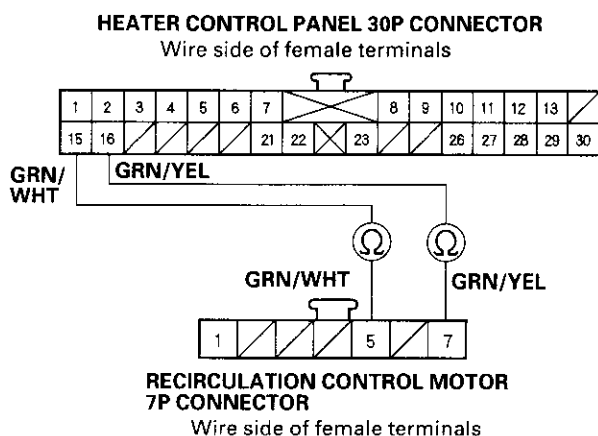 HEATER CONTROL PANEL 30P CONNECTOR
Wire side of female terminals
1 2 3 4 5 6 7 8 9 10 11 12 13
15 16 21 22 23 26 27 28 29 30
GRN/
WHT
GRN/YEL
Ω Ω
GRN/WHT
GRN/YEL
1 5 7
RECIRCULATION CONTROL MOTOR
7P CONNECTOR
Wire side of female terminals